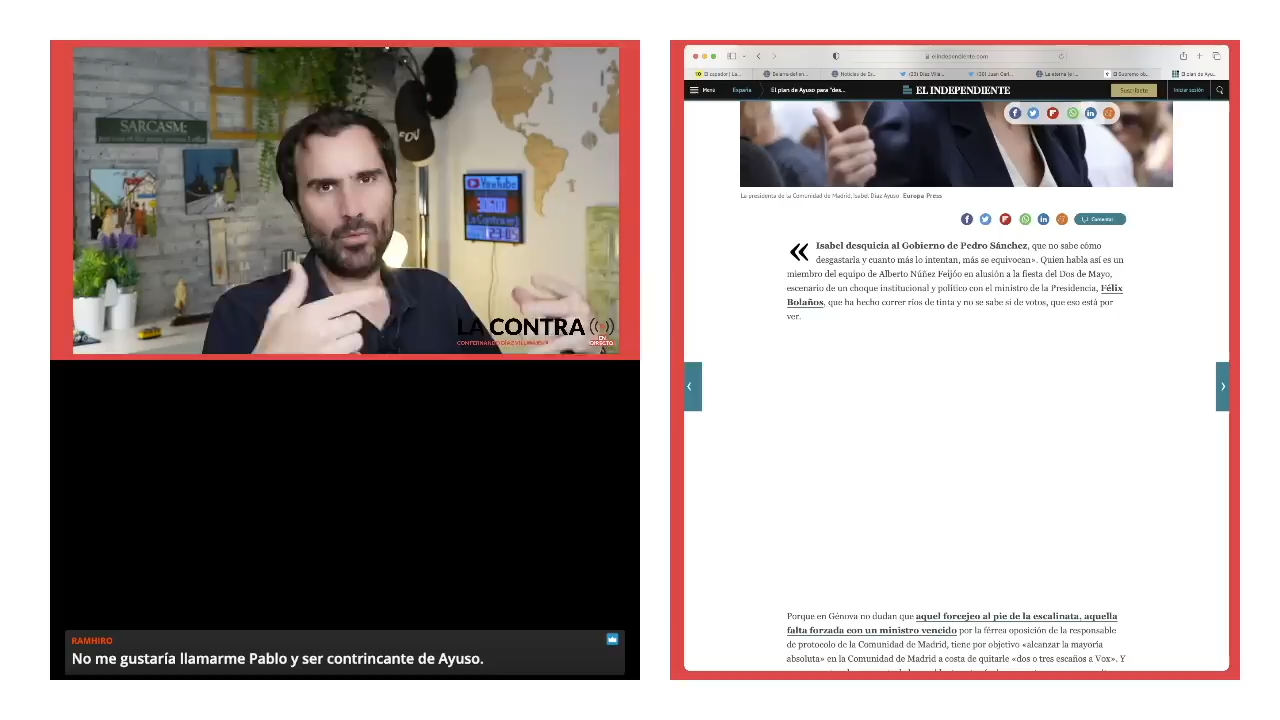 SARCASM:
FDV
YouTube
LA CONTRA
EN
DIRECTO
RAMHIRO
No me gustaría llamarme Pablo y ser contrincante de Ayuso.
elindependiente.com
Menú
España
El plan de Ayuso para "des...
EL INDEPENDIENTE
Suscríbete
Iniciar sesión
La presidenta de la Comunidad de Madrid, Isabel Díaz Ayuso Europa Press
Comentar
« Isabel desquicia al Gobierno de Pedro Sánchez, que no sabe cómo
desgastarla y cuanto más lo intentan, más se equivocan». Quien habla así es un
miembro del equipo de Alberto Núñez Feijóo en alusión a la fiesta del Dos de Mayo,
escenario de un choque institucional y político con el ministro de la Presidencia, Félix
Bolaños, que ha hecho correr ríos de tinta y no se sabe si de votos, que eso está por
ver.
Porque en Génova no dudan que aquel forcejeo al pie de la escalinata, aquella
falta forzada con un ministro vencido por la férrea oposición de la responsable
de protocolo de la Comunidad de Madrid, tiene por objetivo «alcanzar la mayoría
absoluta» en la Comunidad de Madrid a costa de quitarle «dos o tres escaños a Vox». Y